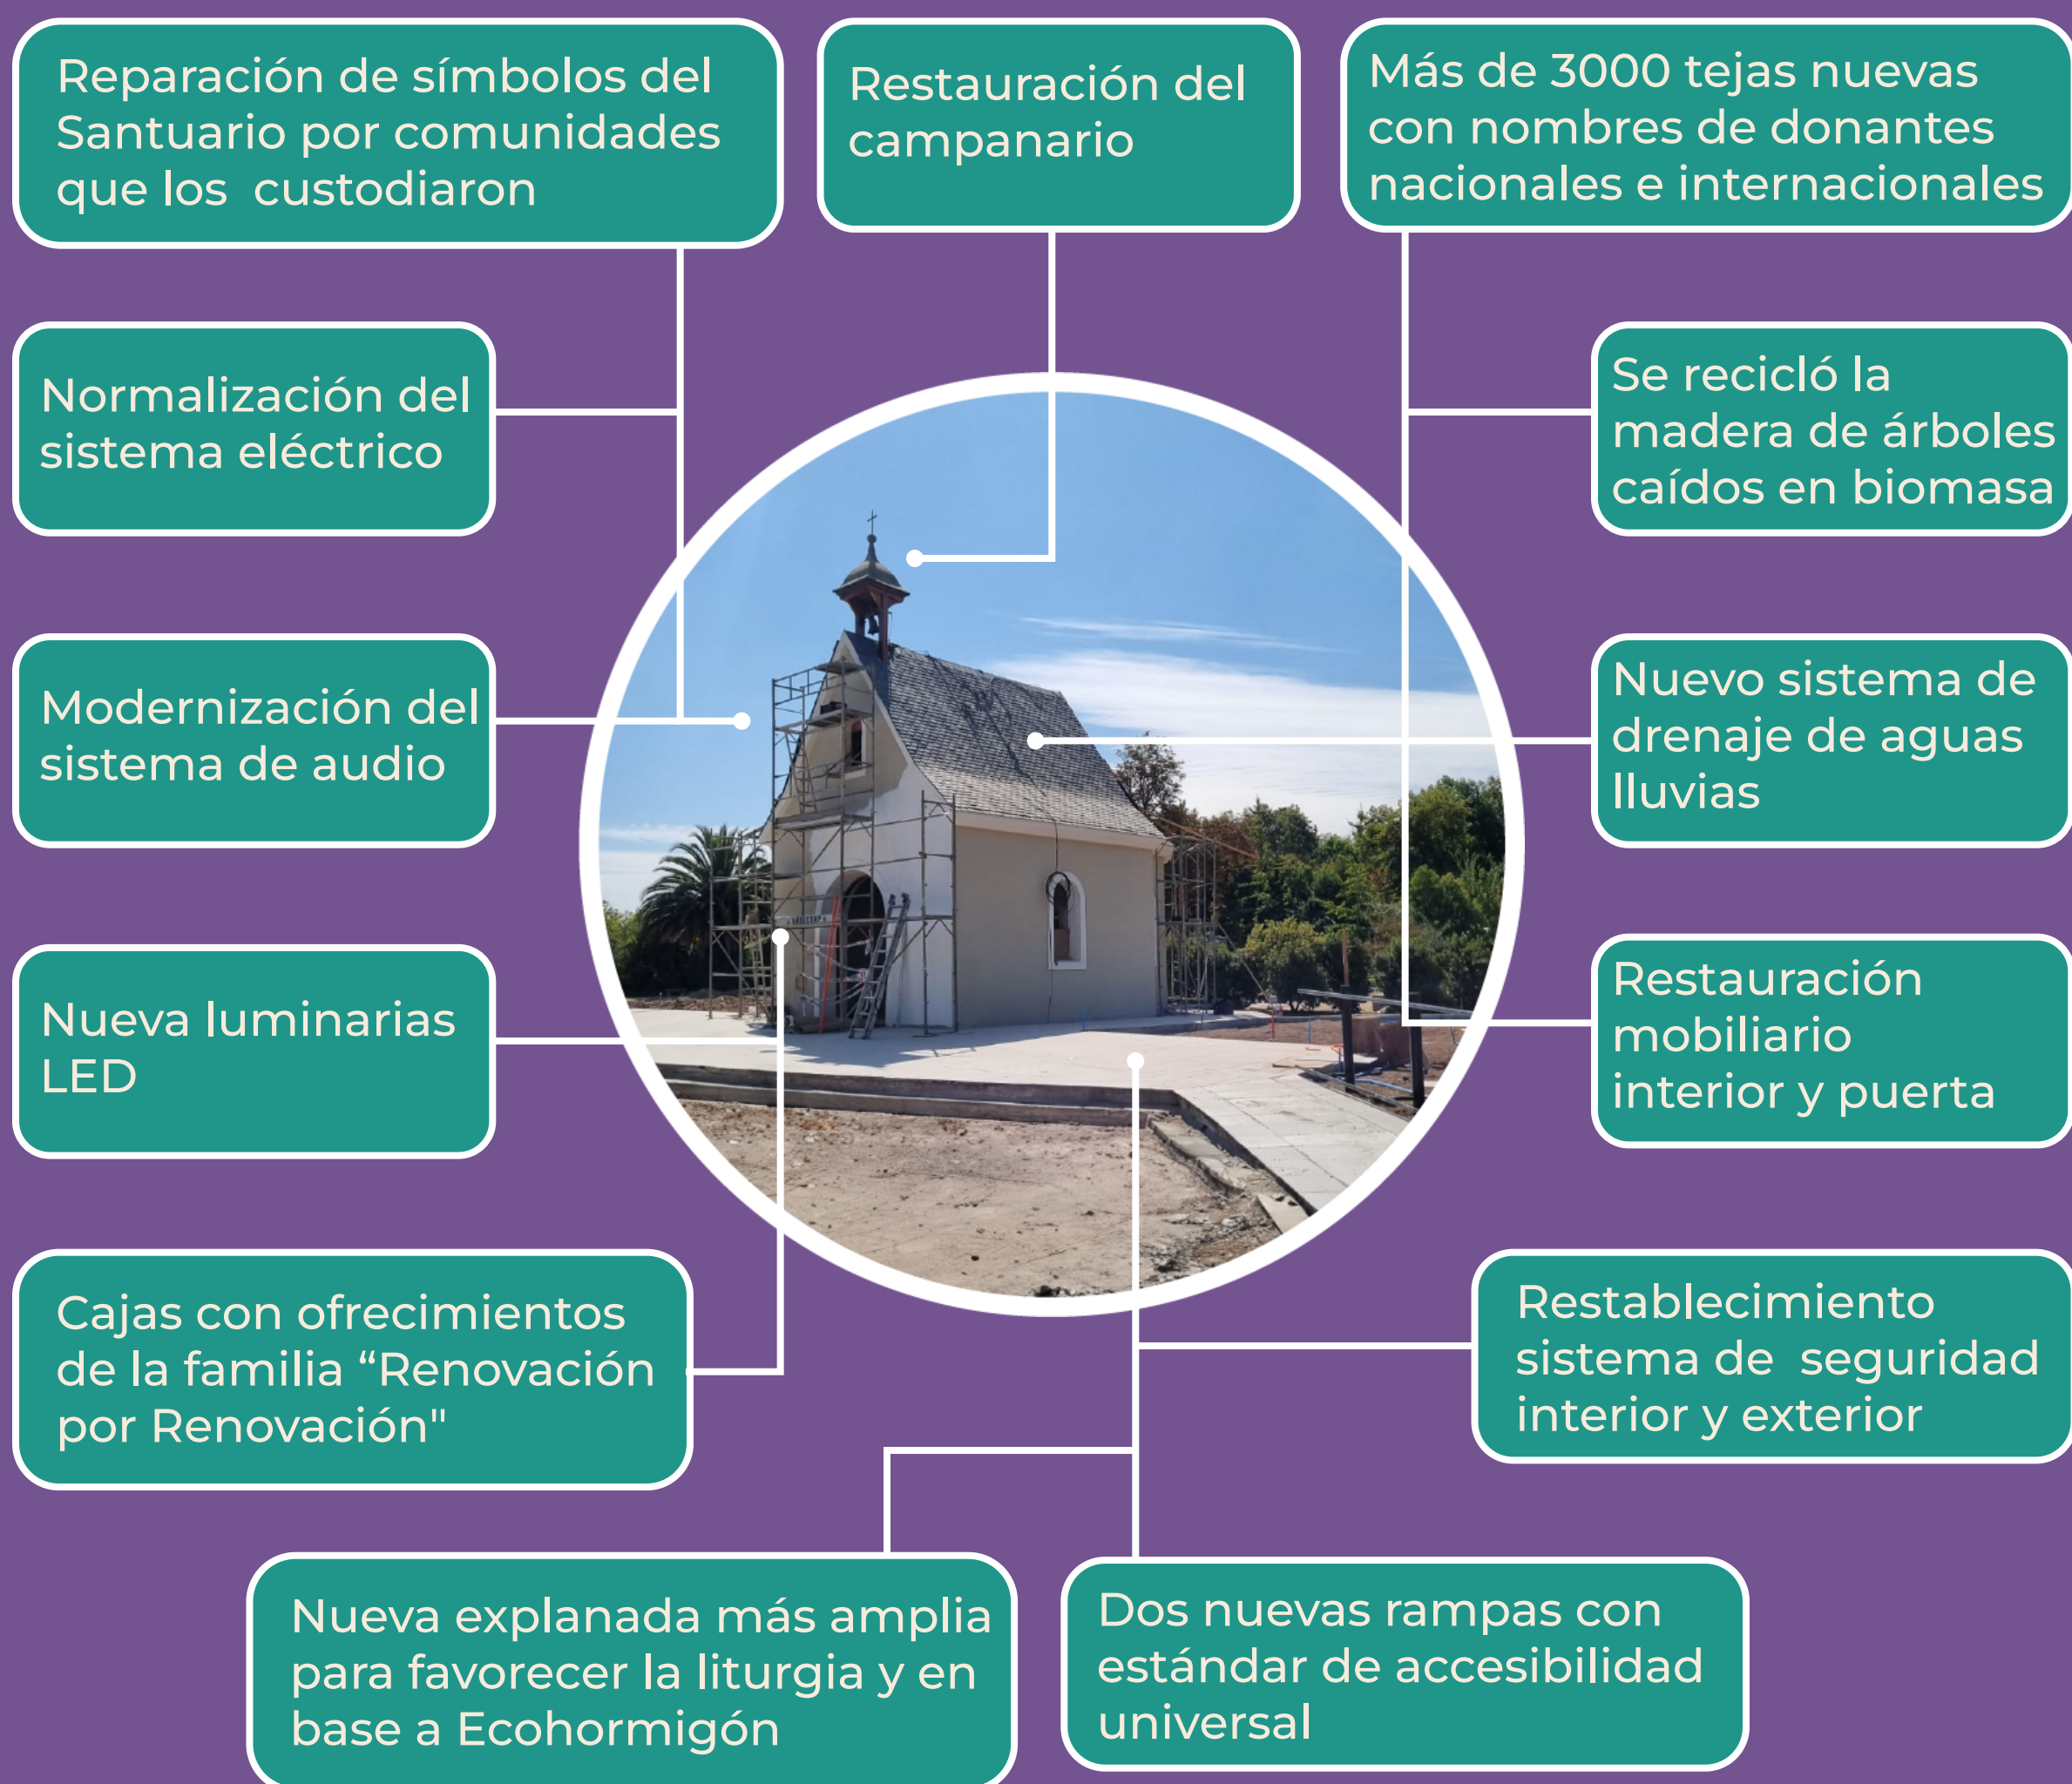 Reparación de símbolos del
Santuario por comunidades
que los custodiaron
Restauración del
campanario
Más de 3000 tejas nuevas
con nombres de donantes
nacionales e internacionales
Normalización del
sistema eléctrico
Se recicló la
madera de árboles
caídos en biomasa
Modernización del
sistema de audio
Nuevo sistema de
drenaje de aguas
lluvias
Nueva luminarias
LED
Restauración
mobiliario
interior y puerta
Cajas con ofrecimientos
de la familia “Renovación
por Renovación"
Restablecimiento
sistema de seguridad
interior y exterior
Nueva explanada más amplia
para favorecer la liturgia y en
base a Ecohormigón
Dos nuevas rampas con
estándar de accesibilidad
universal